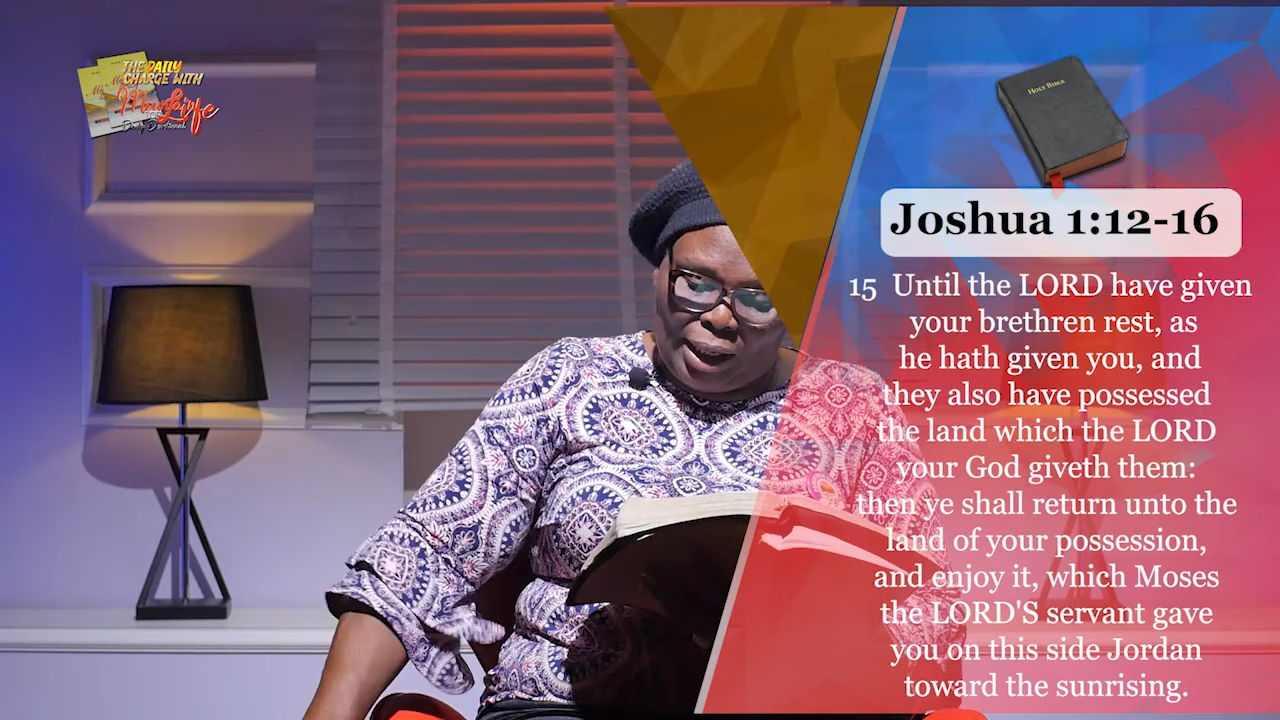 THE DAILY
CHARGE WITH
Daily Devotional
HOLY BIBLE
Joshua 1:12-16
15 Until the LORD have given
your brethren rest, as
he hath given you, and
they also have possessed
the land which the LORD
your God giveth them:
then ye shall return unto the
land of your possession,
and enjoy it, which Moses
the LORD'S servant gave
you on this side Jordan
toward the sunrising.